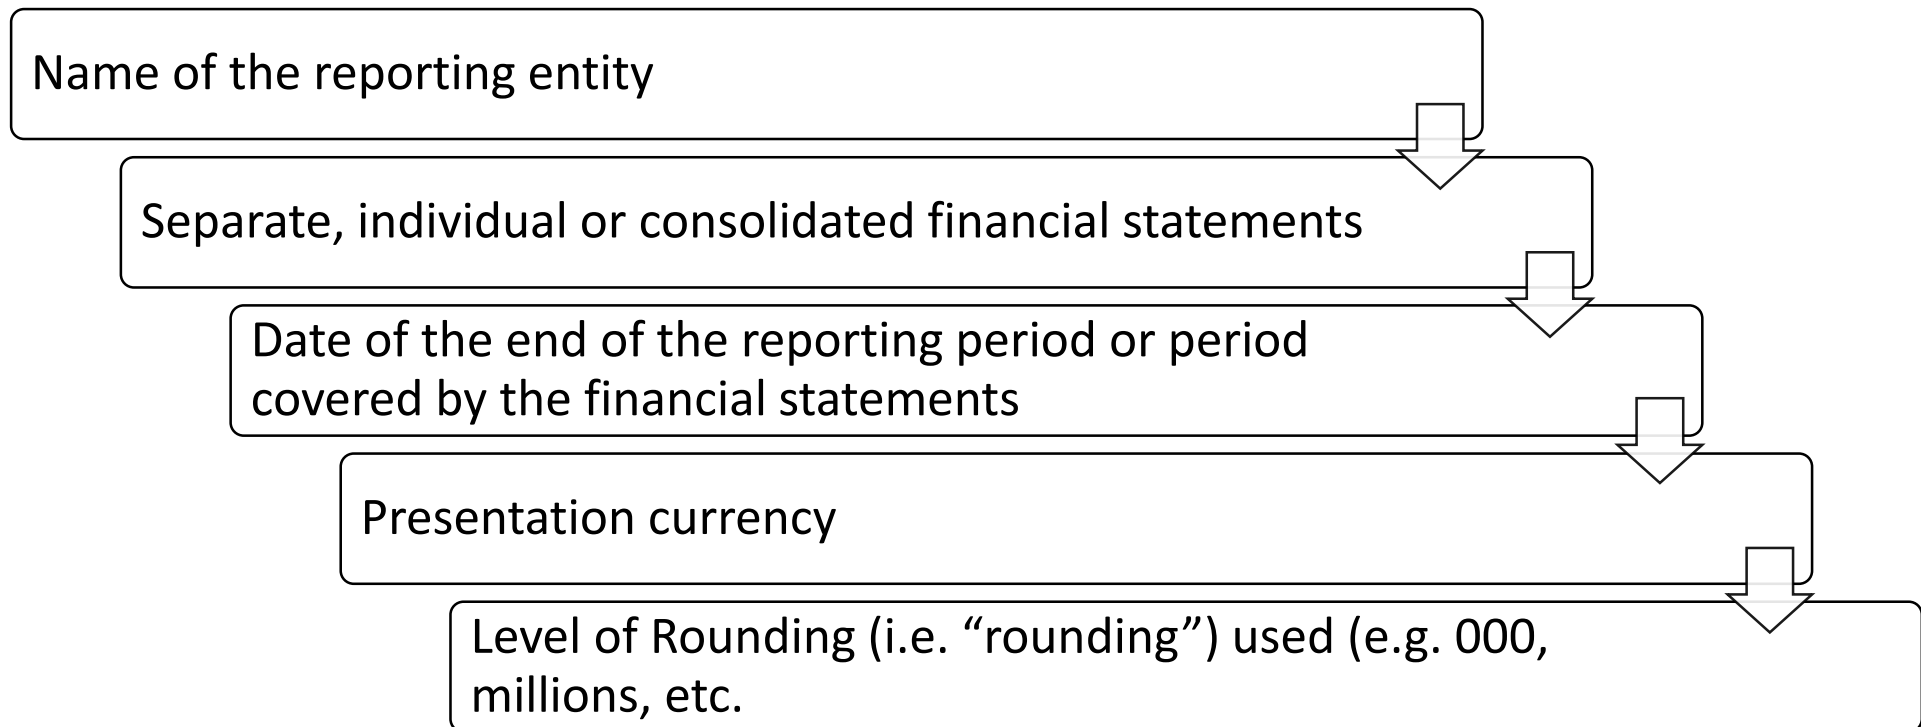 Name of the reporting entity
Separate, individual or consolidated financial statements
Date of the end of the reporting period or period
covered by the financial statements
Presentation currency
Level of Rounding (i.e. “rounding”) used (e.g. 000,
millions, etc.